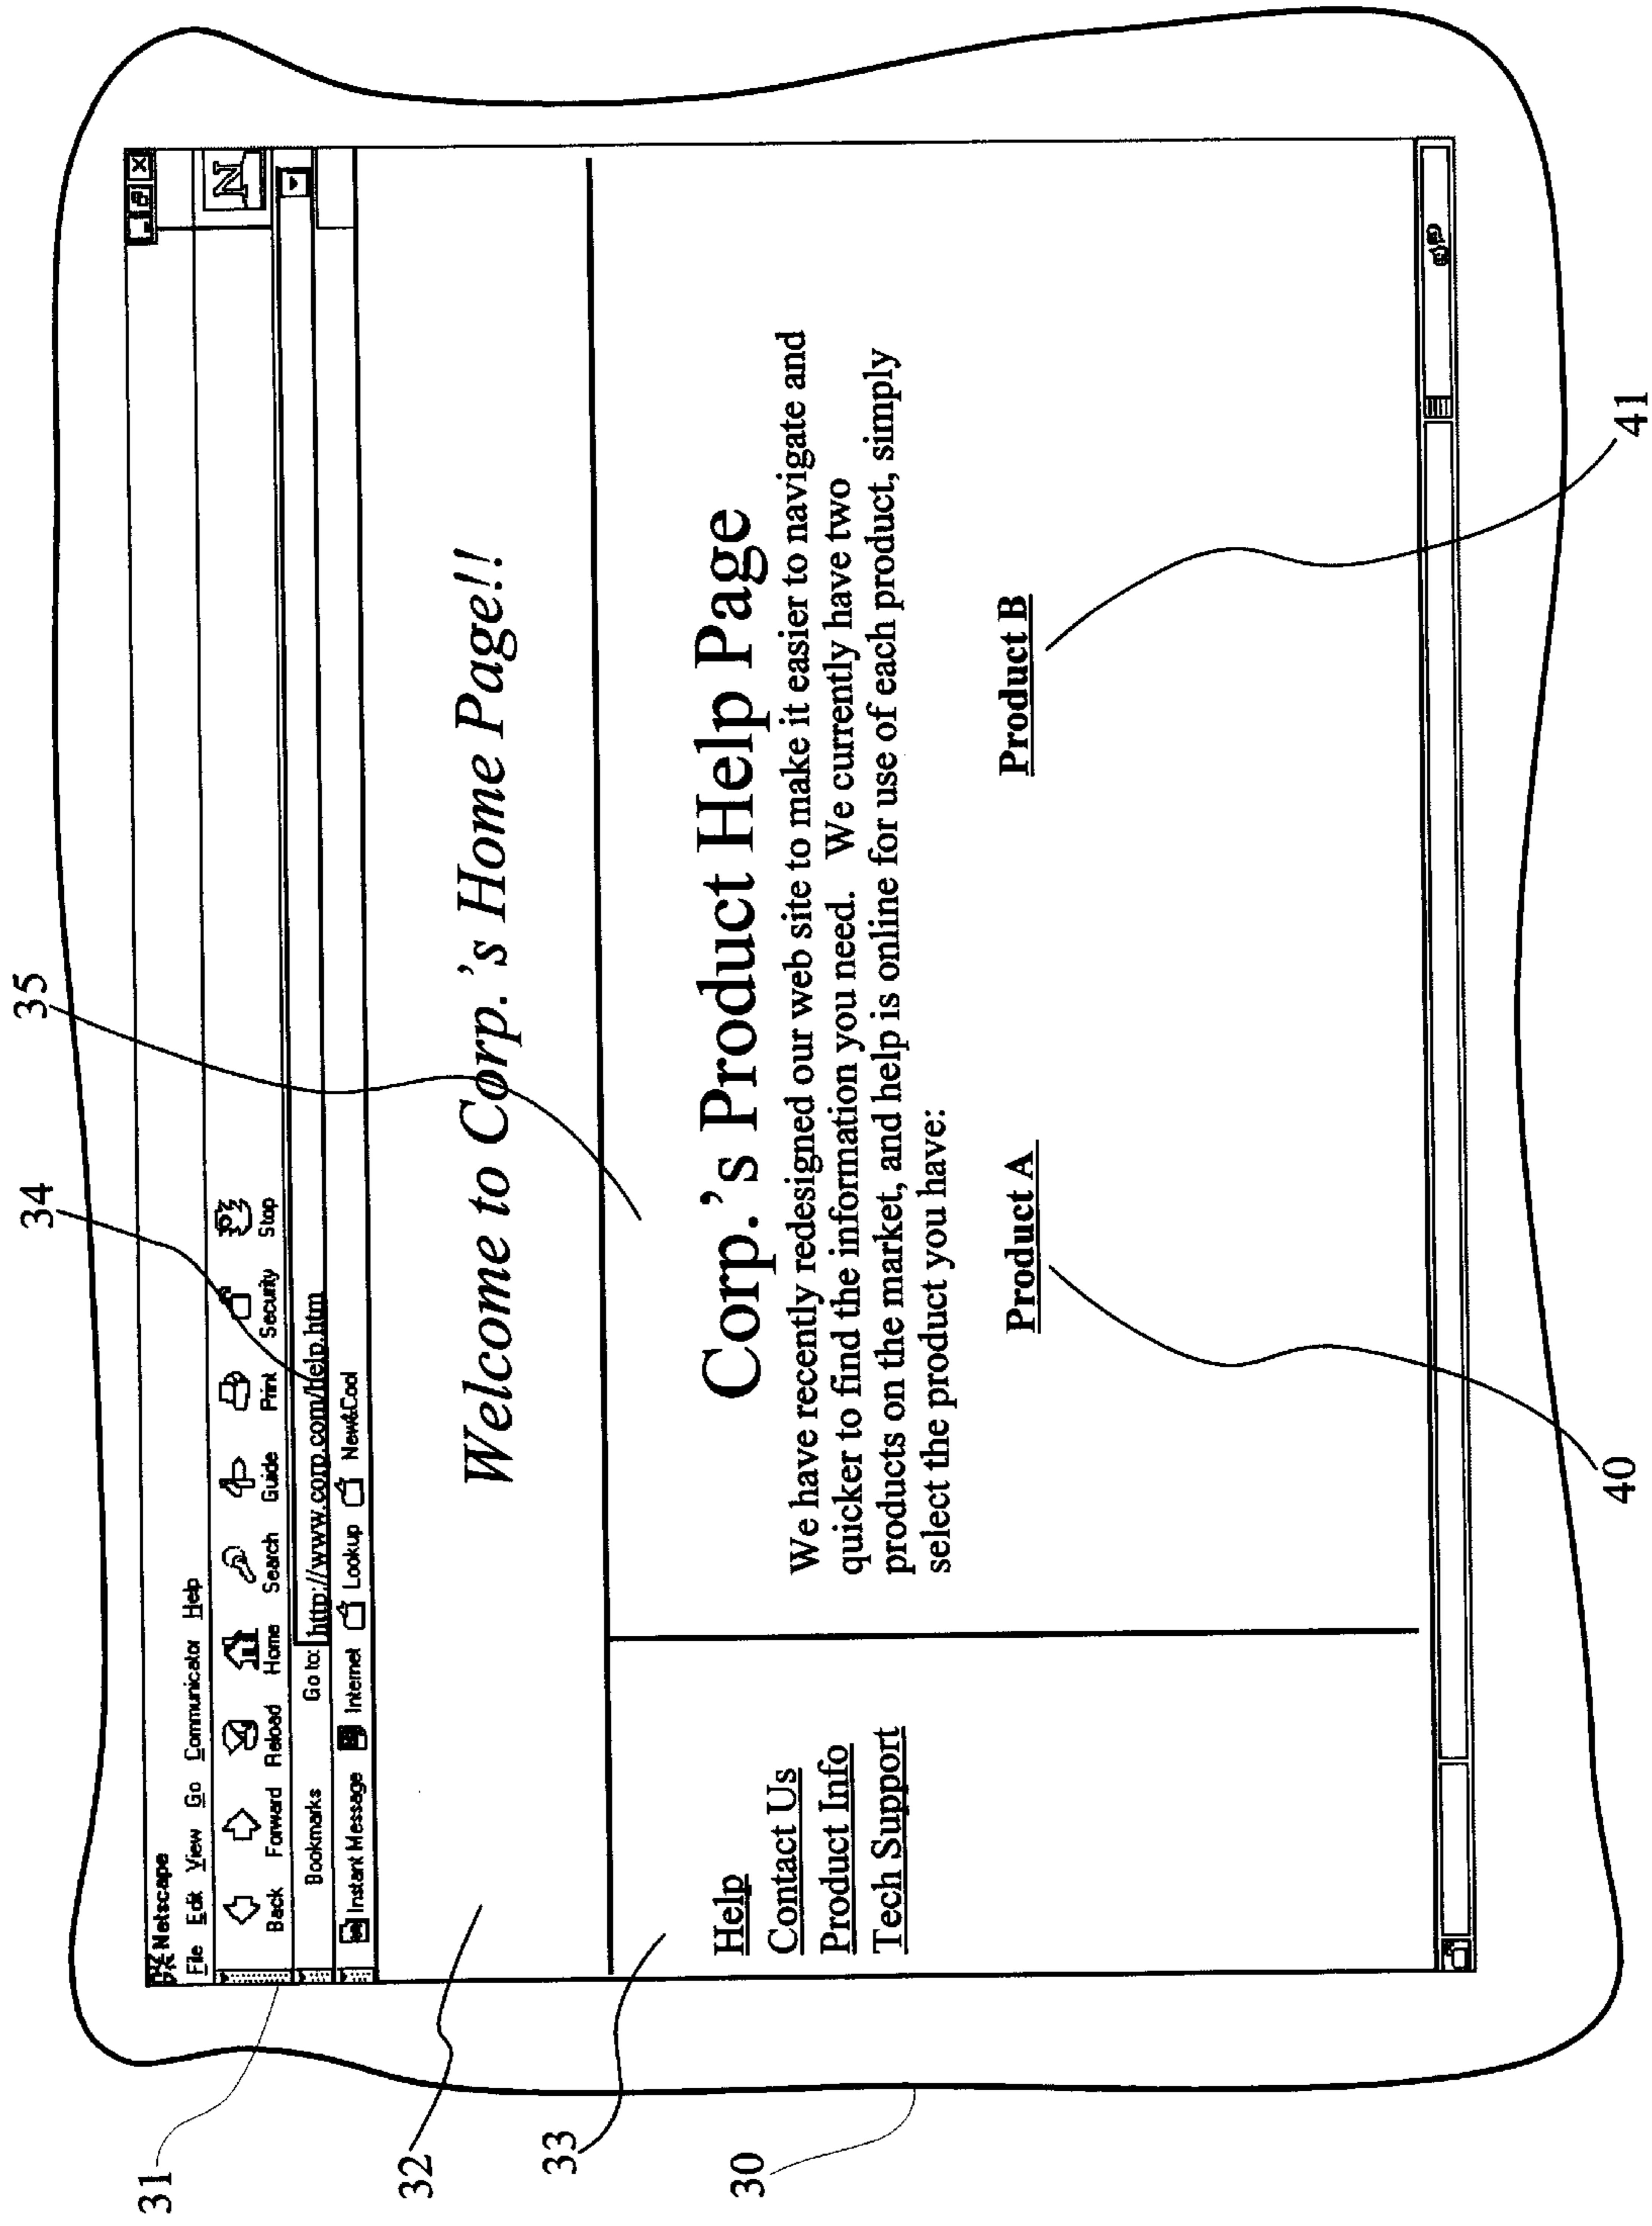 35
34
Netscape
N
File Edit View Go Communicator Help
Back Forward Reload Home Search Guide Print Security Stop
Bookmarks Go to: http://www.corp.com/help.htm
Instant Message Internet Lookup New&Cool
31
Welcome to Corp.'s Home Page!!
32
33
30
Help
Contact Us
Product Info
Tech Support
Corp.'s Product Help Page
We have recently redesigned our web site to make it easier to navigate and
quicker to find the information you need. We currently have two
products on the market, and help is online for use of each product, simply
select the product you have:
Product A Product B
40
41